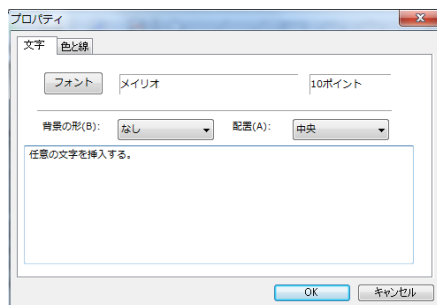 プロパティ
文字 色と線
フォント メイリオ 10ポイント
背景の形(B): なし 配置(A): 中央
任意の文字を挿入する。
OK キャンセル